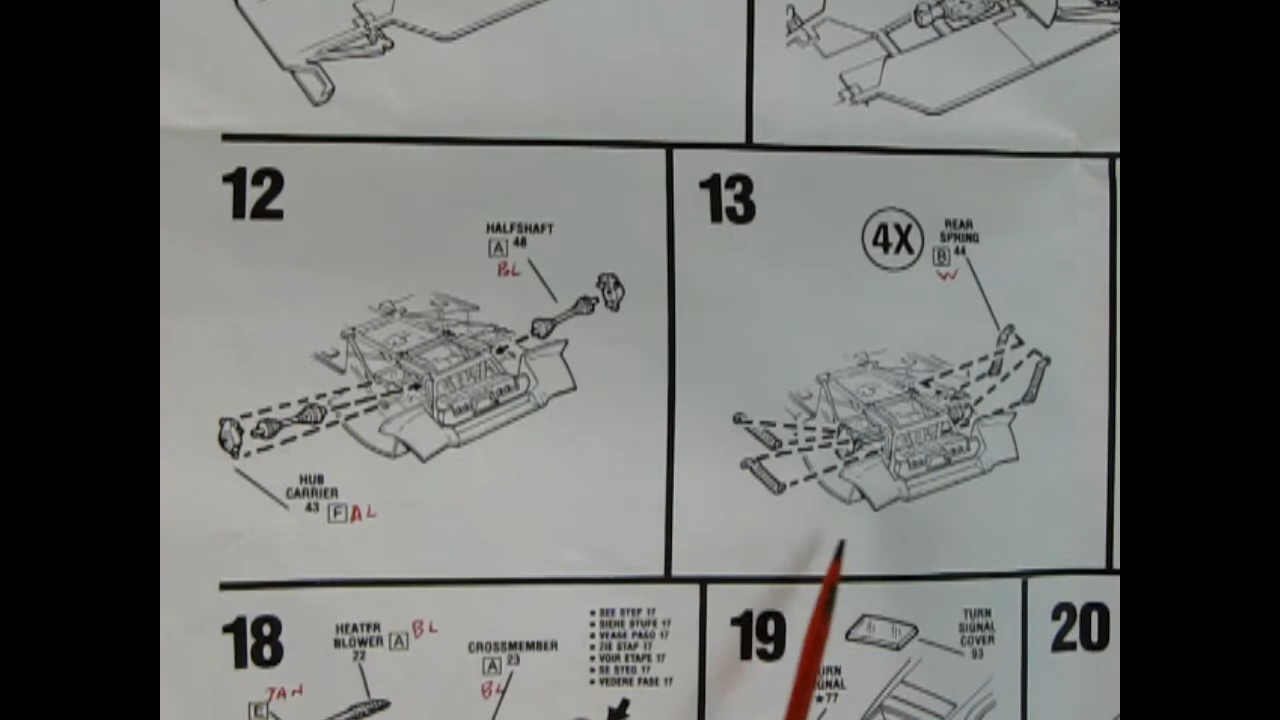 12
HALFSHAFT
A 48
BL
HUB
CARRIER
43 F AL
13
4X
REAR
SPRING
B 44
W
18
HEATER
BLOWER A BL
22
TAN
E
CROSSMEMBER
A 23
BL
• SEE STEP 17
• SIEHE STUFE 17
• VEASE PASO 17
• ZIE STAP 17
• VOIR ETAPE 17
• SE STEG 17
• VEDERE FASE 17
19
TURN
SIGNAL
COVER
93
★77
20